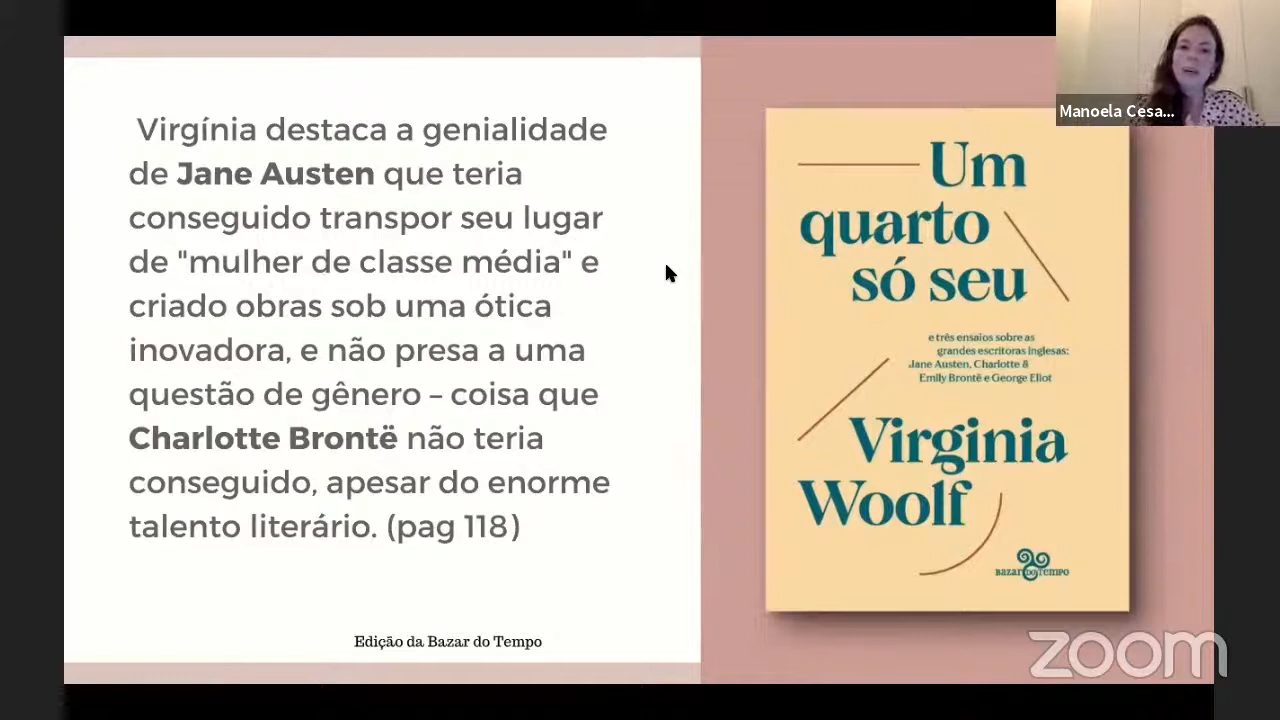 Virgínia destaca a genialidade
de Jane Austen que teria
conseguido transpor seu lugar
de "mulher de classe média" e
criado obras sob uma ótica
inovadora, e não presa a uma
questão de gênero – coisa que
Charlotte Brontë não teria
conseguido, apesar do enorme
talento literário. (pag 118)
Edição da Bazar do Tempo
Um
quarto
só seu
e três ensaios sobre as
grandes escritoras inglesas:
Jane Austen, Charlotte &
Emily Brontë e George Eliot
Virginia
Woolf
BAZAR DO TEMPO
Manoela Cesa...
zoom